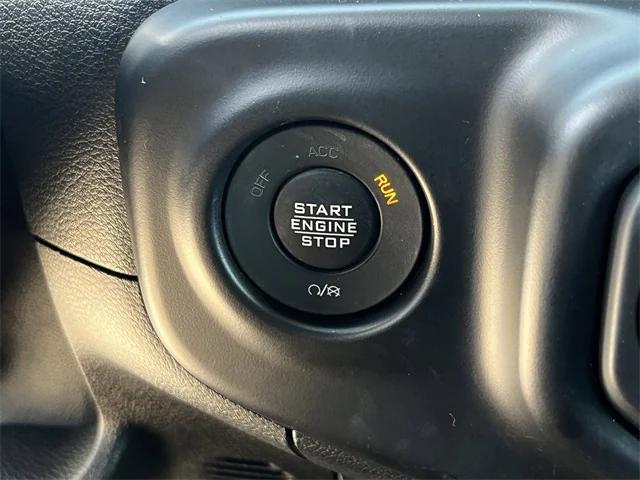 ACC
OFF
RUN
START
ENGINE
STOP